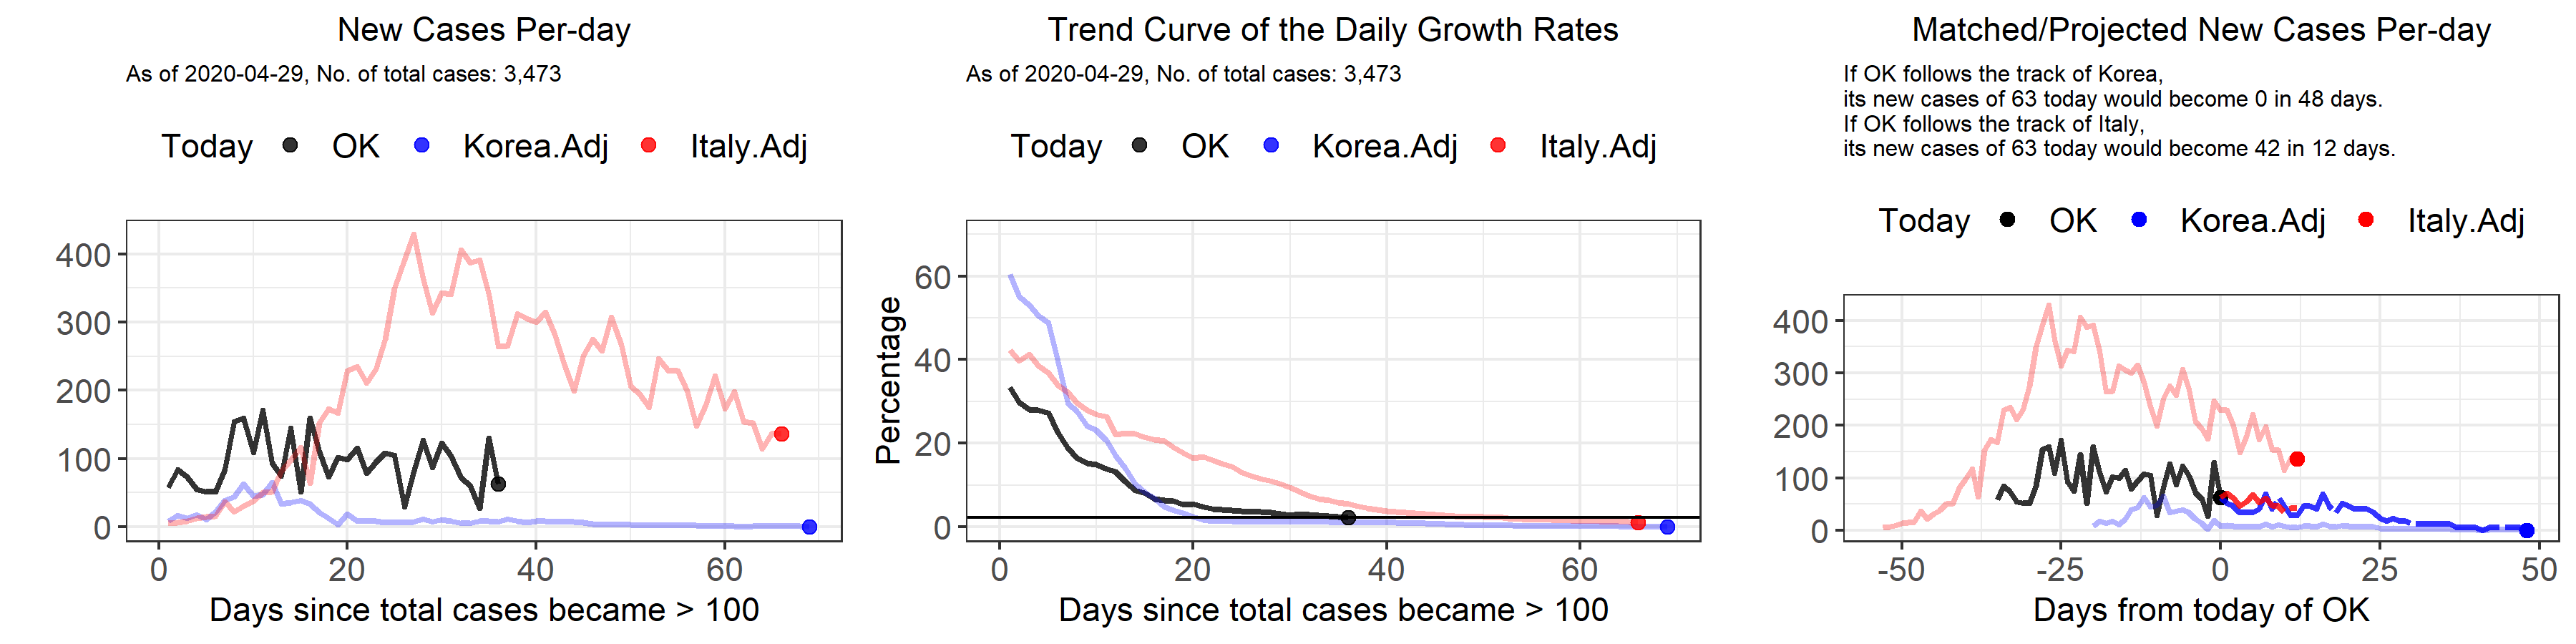 New Cases Per-day
As of 2020-04-29, No. of total cases: 3,473
Today OK Korea.Adj Italy.Adj
400
300
200
100
0
0 20 40 60
Days since total cases became > 100
Trend Curve of the Daily Growth Rates
As of 2020-04-29, No. of total cases: 3,473
Today OK Korea.Adj Italy.Adj
Percentage
60
40
20
0
0 20 40 60
Days since total cases became > 100
Matched/Projected New Cases Per-day
If OK follows the track of Korea,
its new cases of 63 today would become 0 in 48 days.
If OK follows the track of Italy,
its new cases of 63 today would become 42 in 12 days.
Today OK Korea.Adj Italy.Adj
400
300
200
100
0
-50 -25 0 25 50
Days from today of OK